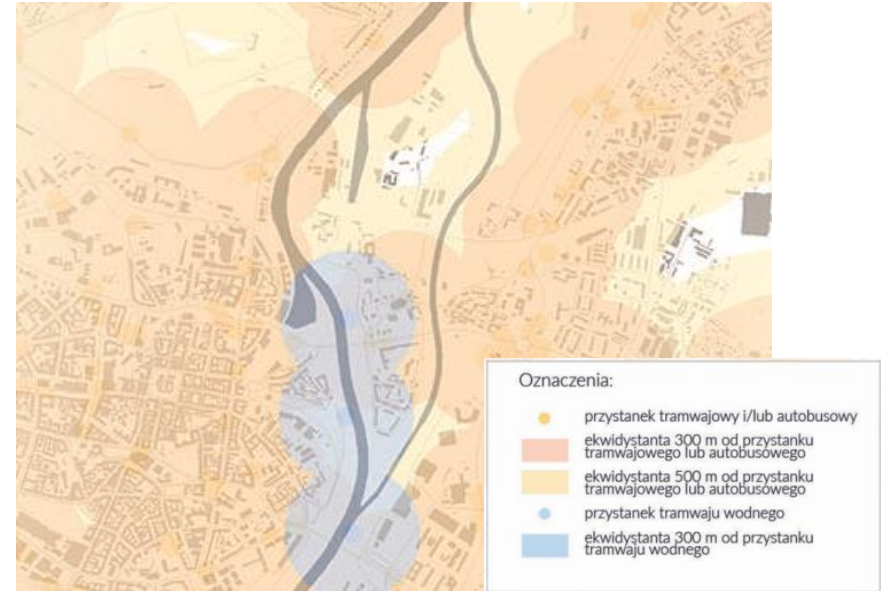 Oznaczenia:
przystanek tramwajowy i/lub autobusowy
ekwidystanta 300 m od przystanku
tramwajowego lub autobusowego
ekwidystanta 500 m od przystanku
tramwajowego lub autobusowego
przystanek tramwaju wodnego
ekwidystanta 300 m od przystanku
tramwaju wodnego